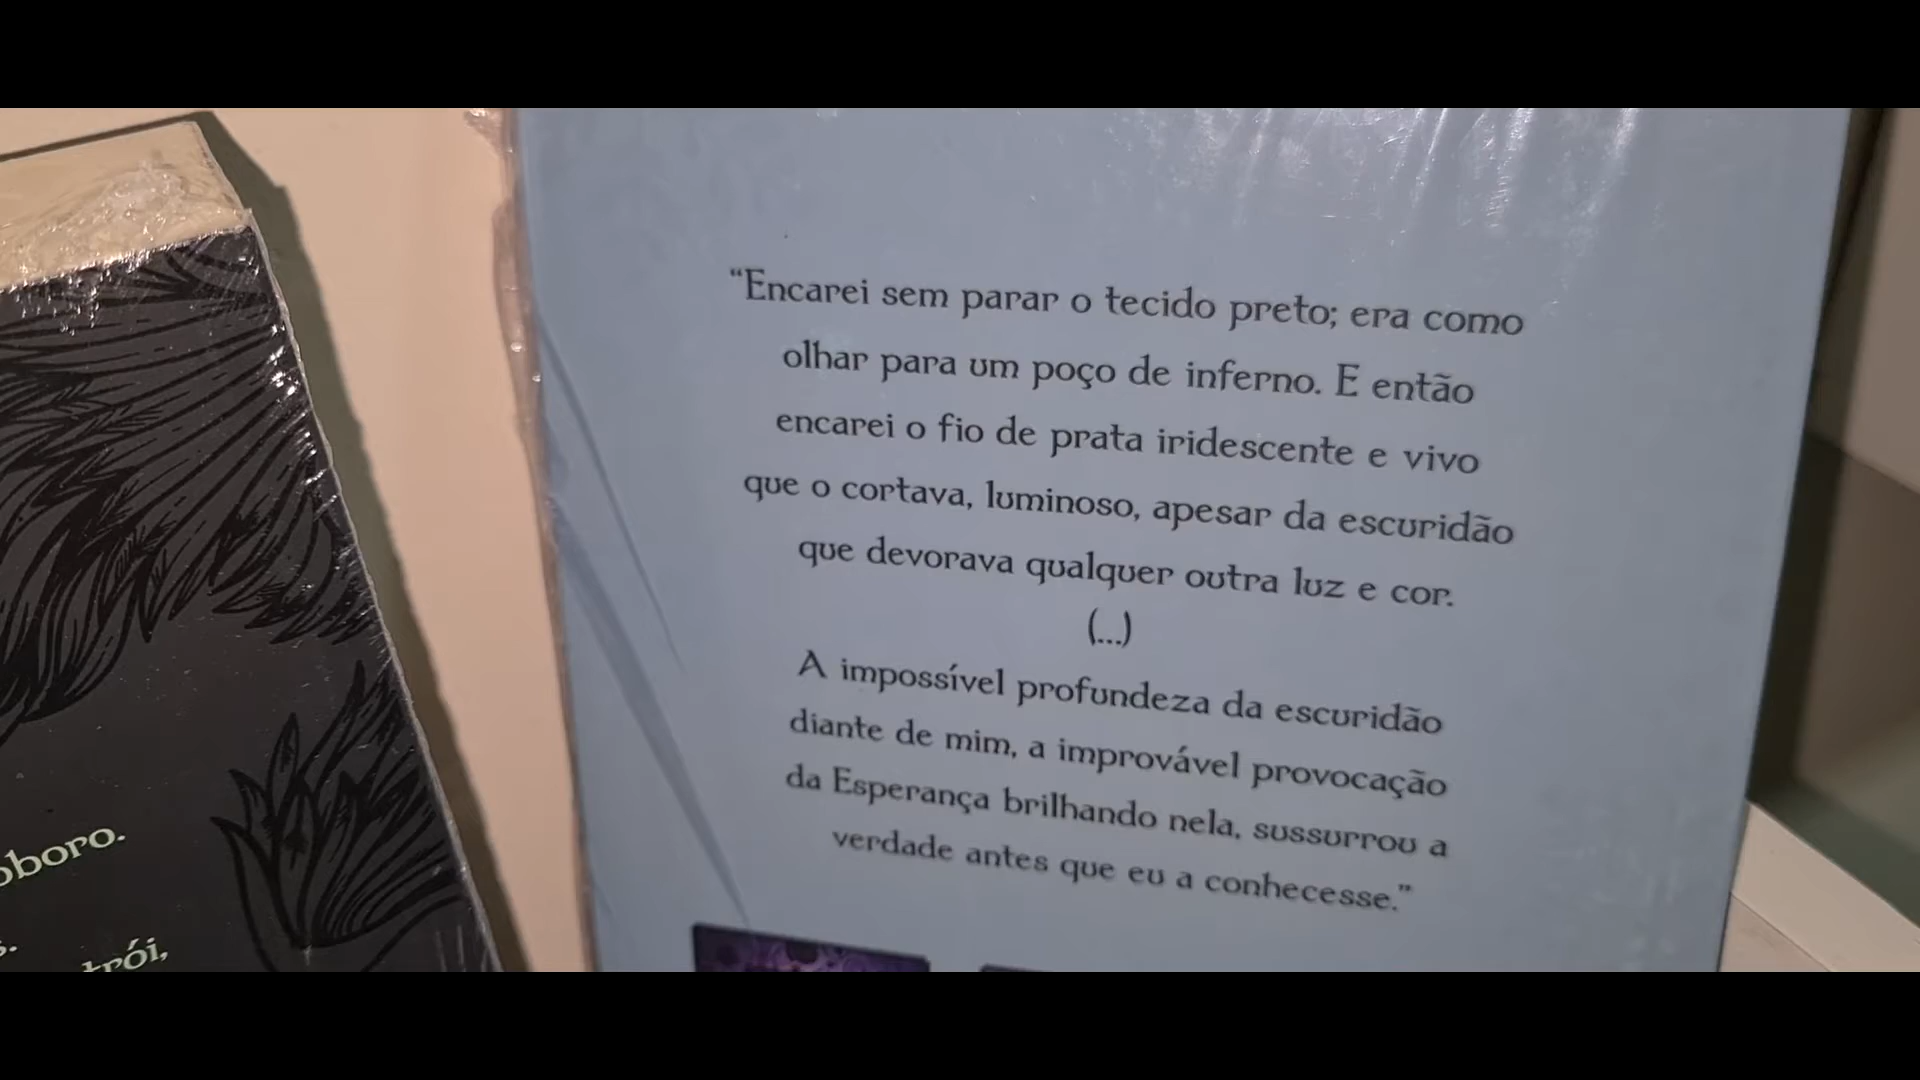 “Encarei sem parar o tecido preto; era como
olhar para um poço de inferno. E então
encarei o fio de prata iridescente e vivo
que o cortava, luminoso, apesar da escuridão
que devorava qualquer outra luz e cor.
(...)
A impossível profundeza da escuridão
diante de mim, a improvável provocação
da Esperança brilhando nela, sussurrou a
verdade antes que eu a conhecesse.”